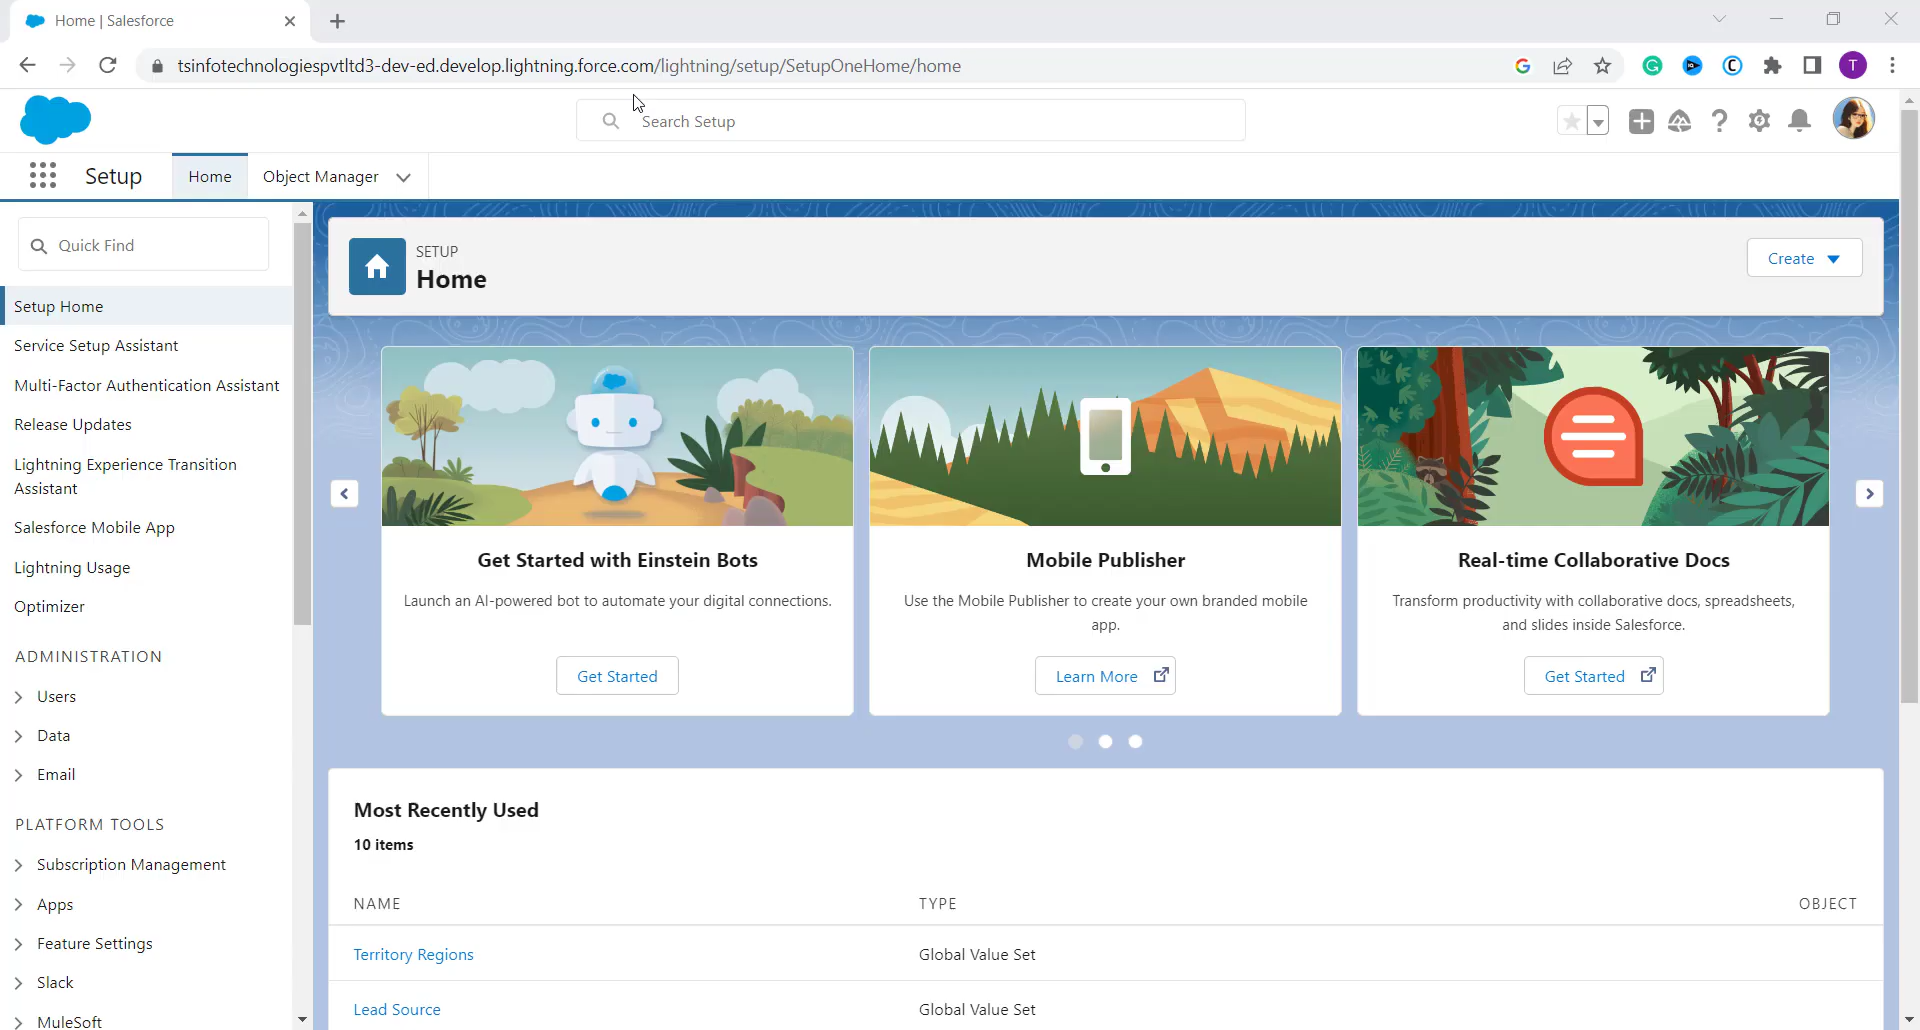 Home | Salesforce
tsinfotechnologiespvtltd3-dev-ed.develop.lightning.force.com/lightning/setup/SetupOneHome/home
T
Search Setup
Setup
Home
Object Manager
Quick Find
Setup Home
Service Setup Assistant
Multi-Factor Authentication Assistant
Release Updates
Lightning Experience Transition
Assistant
Salesforce Mobile App
Lightning Usage
Optimizer
ADMINISTRATION
Users
Data
Email
PLATFORM TOOLS
Subscription Management
Apps
Feature Settings
Slack
MuleSoft
SETUP
Home
Create
Get Started with Einstein Bots
Launch an AI-powered bot to automate your digital connections.
Get Started
Mobile Publisher
Use the Mobile Publisher to create your own branded mobile
app.
Learn More
Real-time Collaborative Docs
Transform productivity with collaborative docs, spreadsheets,
and slides inside Salesforce.
Get Started
Most Recently Used
10 items
NAME TYPE OBJECT
Territory Regions Global Value Set
Lead Source Global Value Set